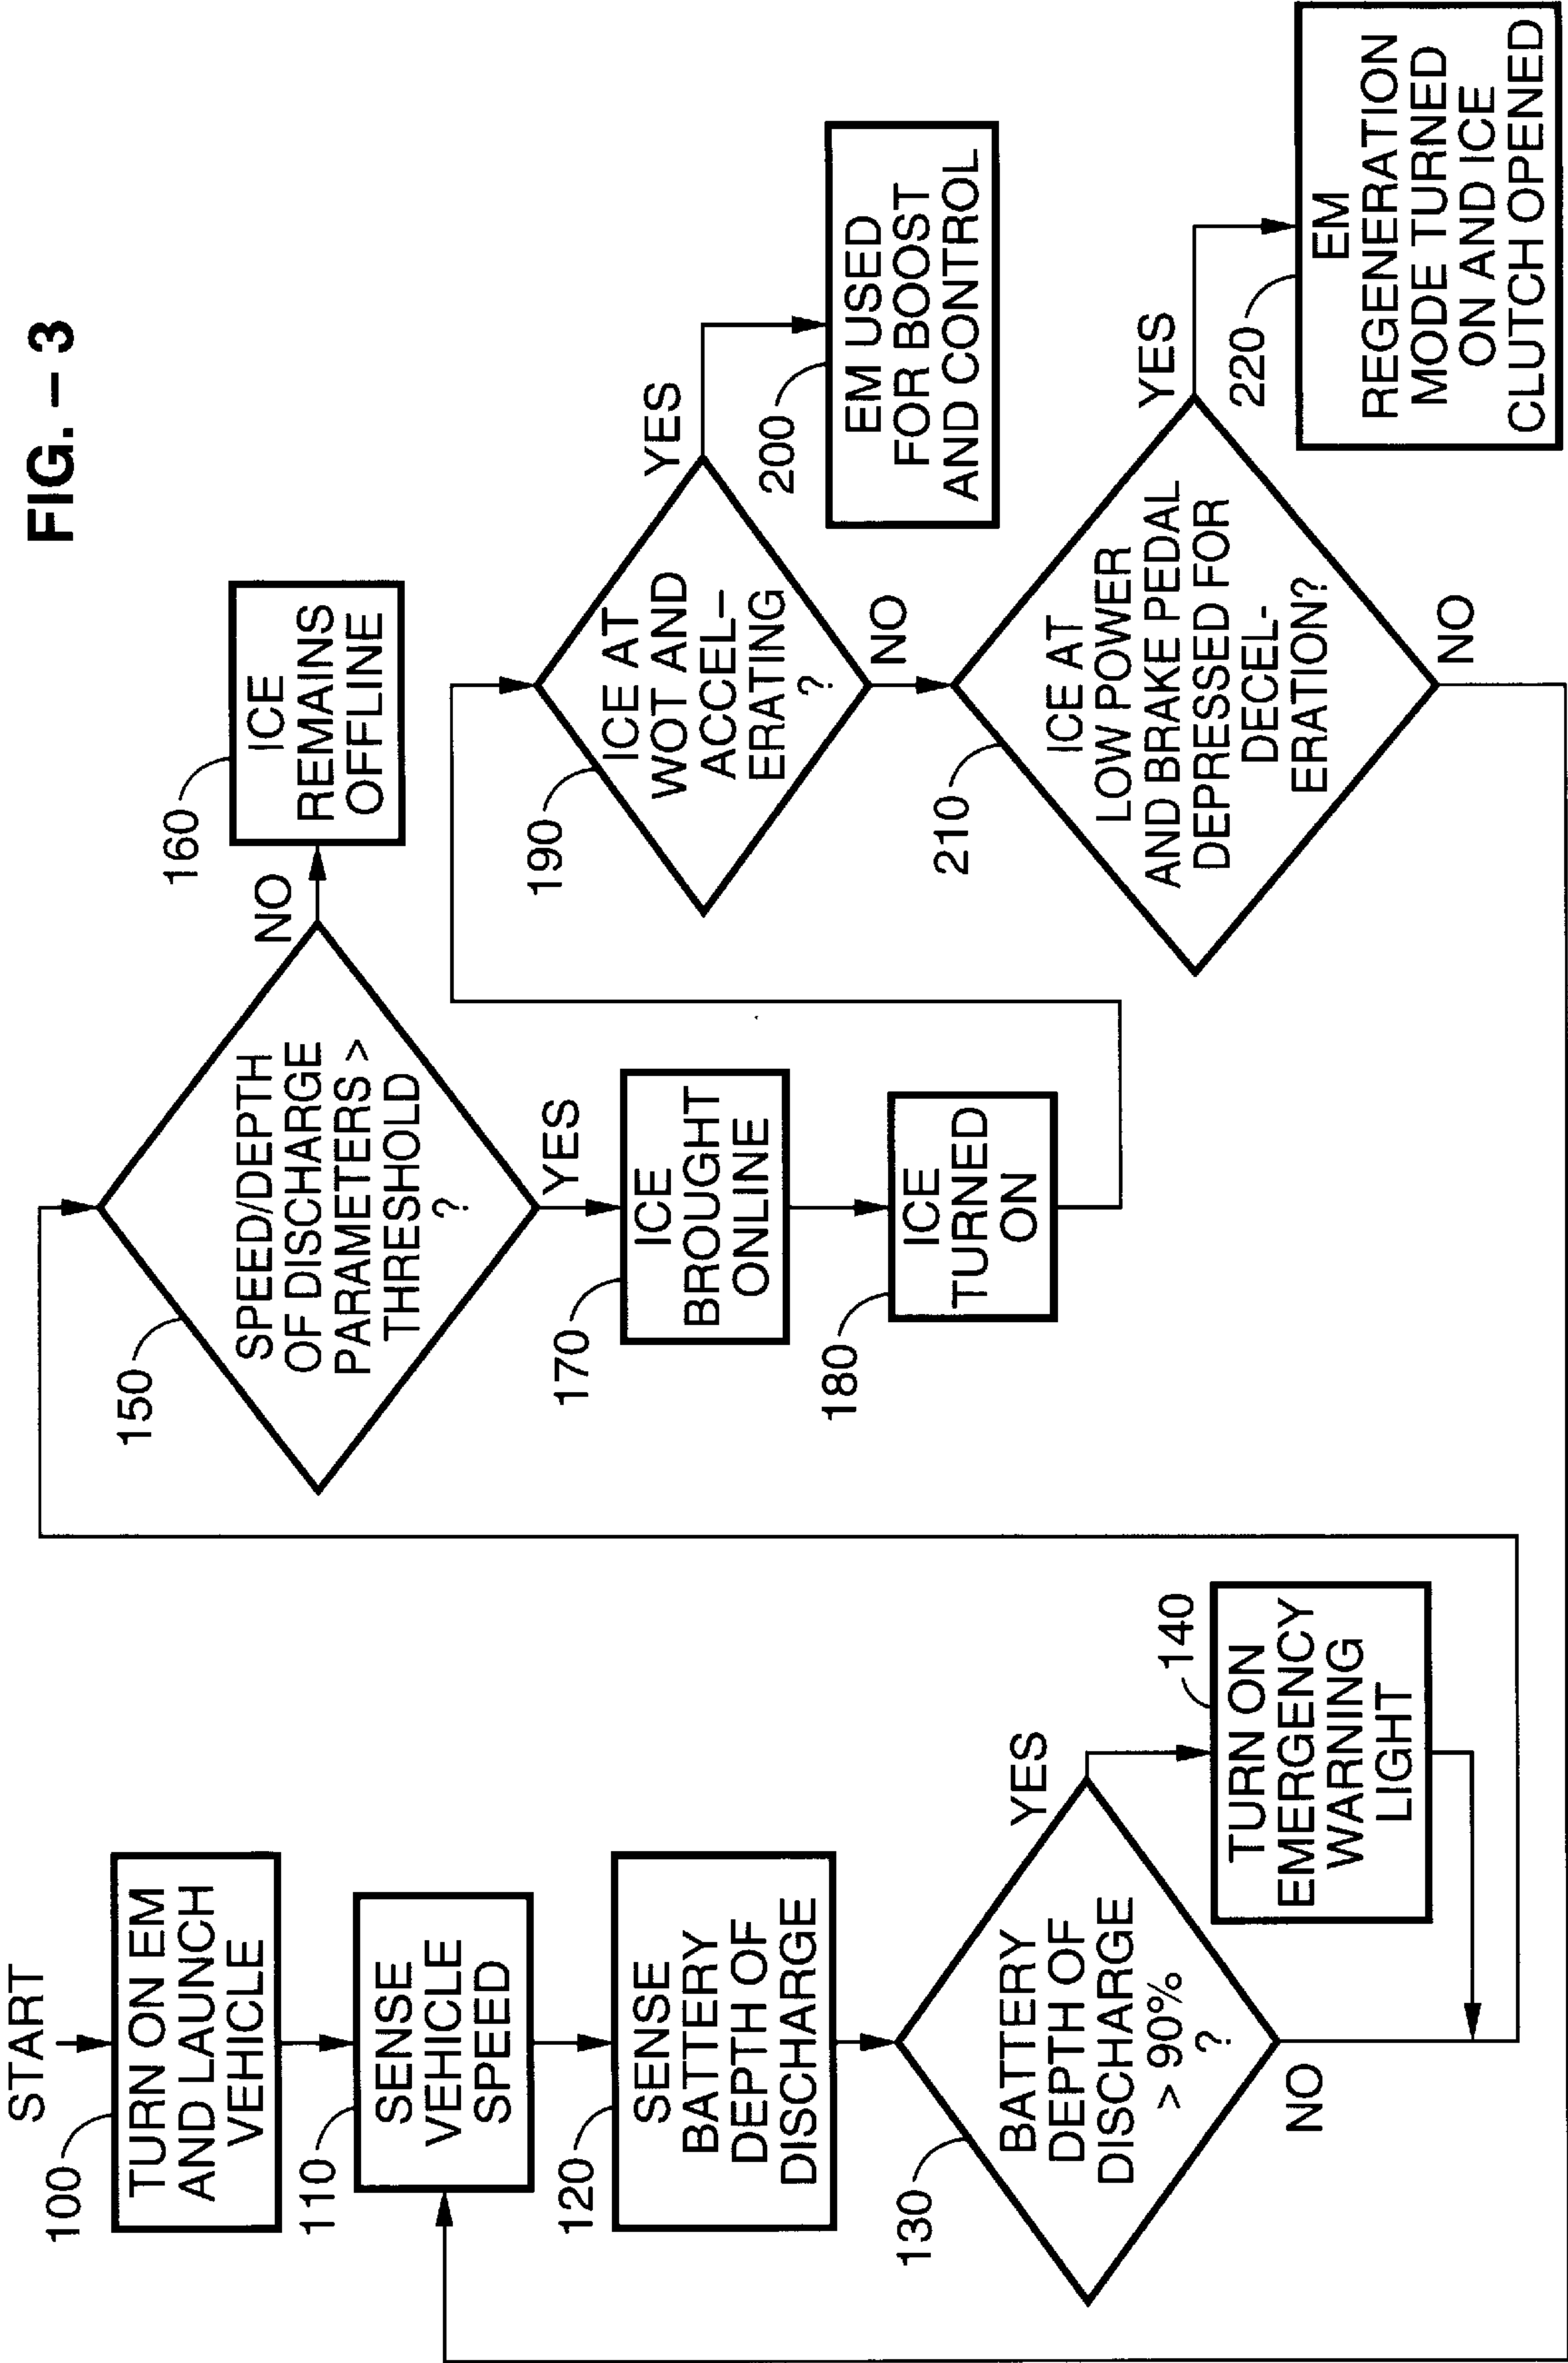 FIG. – 3
START
100
TURN ON EM
AND LAUNCH
VEHICLE
110
SENSE
VEHICLE
SPEED
120
SENSE
BATTERY
DEPTH OF
DISCHARGE
130
BATTERY
DEPTH OF
DISCHARGE
> 90%
?
YES
NO
140
TURN ON
EMERGENCY
WARNING
LIGHT
150
SPEED/DEPTH
OF DISCHARGE
PARAMETERS >
THRESHOLD
?
NO
YES
160
ICE
REMAINS
OFFLINE
170
ICE
BROUGHT
ONLINE
180
ICE
TURNED
ON
190
ICE AT
WOT AND
ACCEL–
ERATING
?
YES
NO
200
EM USED
FOR BOOST
AND CONTROL
210
ICE AT
LOW POWER
AND BRAKE PEDAL
DEPRESSED FOR
DECEL-
ERATION?
YES
NO
220
EM
REGENERATION
MODE TURNED
ON AND ICE
CLUTCH OPENED